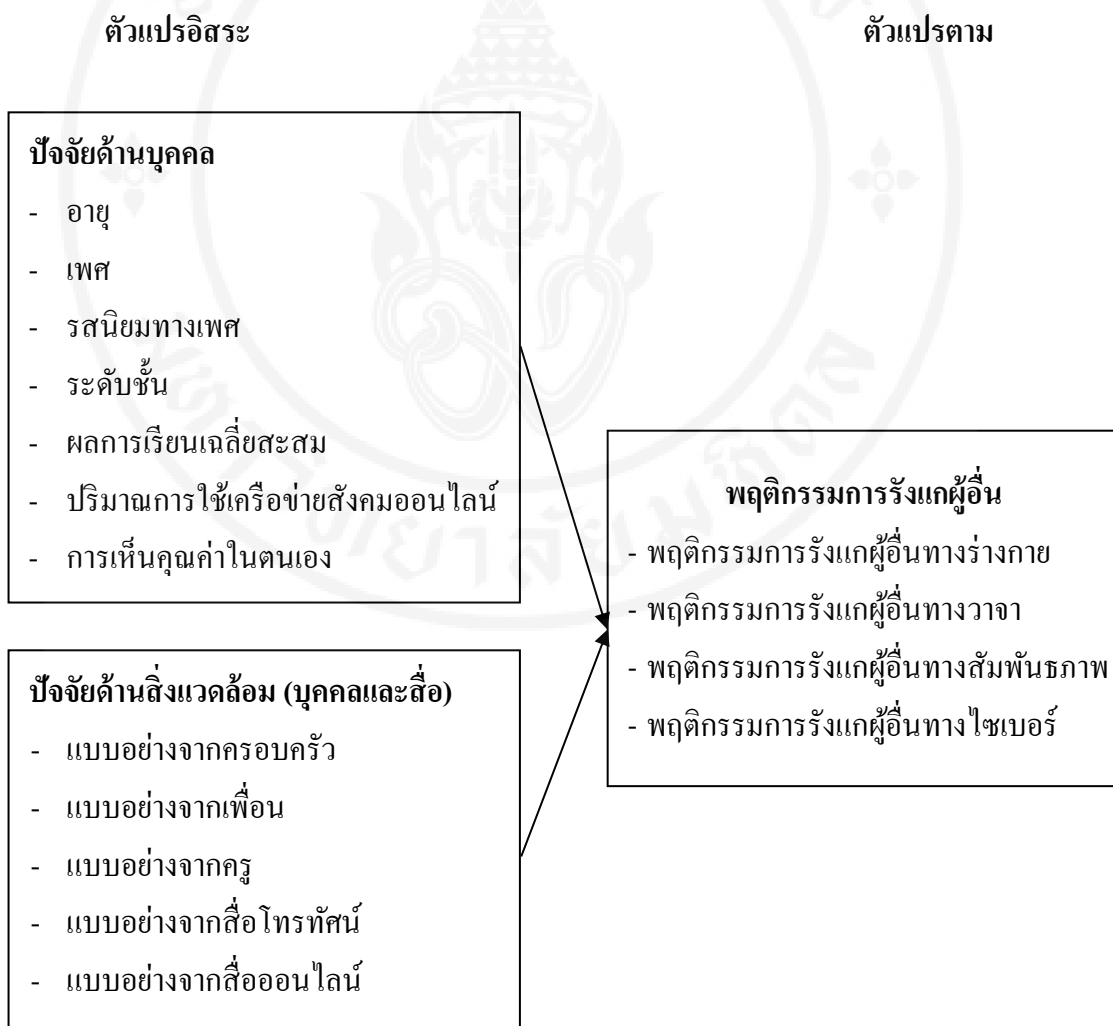 ตัวแปรอิสระ
ตัวแปรตาม
ปัจจัยด้านบุคคล
- อายุ
- เพศ
- รสนิยมทางเพศ
- ระดับชั้น
- ผลการเรียนเฉลี่ยสะสม
- ปริมาณการใช้เครือข่ายสังคมออนไลน์
- การเห็นคุณค่าในตนเอง
ปัจจัยด้านสิ่งแวดล้อม (บุคคลและสื่อ)
- แบบอย่างจากครอบครัว
- แบบอย่างจากเพื่อน
- แบบอย่างจากครู
- แบบอย่างจากสื่อโทรทัศน์
- แบบอย่างจากสื่อออนไลน์
พฤติกรรมการรังแกผู้อื่น
- พฤติกรรมการรังแกผู้อื่นทางร่างกาย
- พฤติกรรมการรังแกผู้อื่นทางวาจา
- พฤติกรรมการรังแกผู้อื่นทางสัมพันธภาพ
- พฤติกรรมการรังแกผู้อื่นทางไซเบอร์